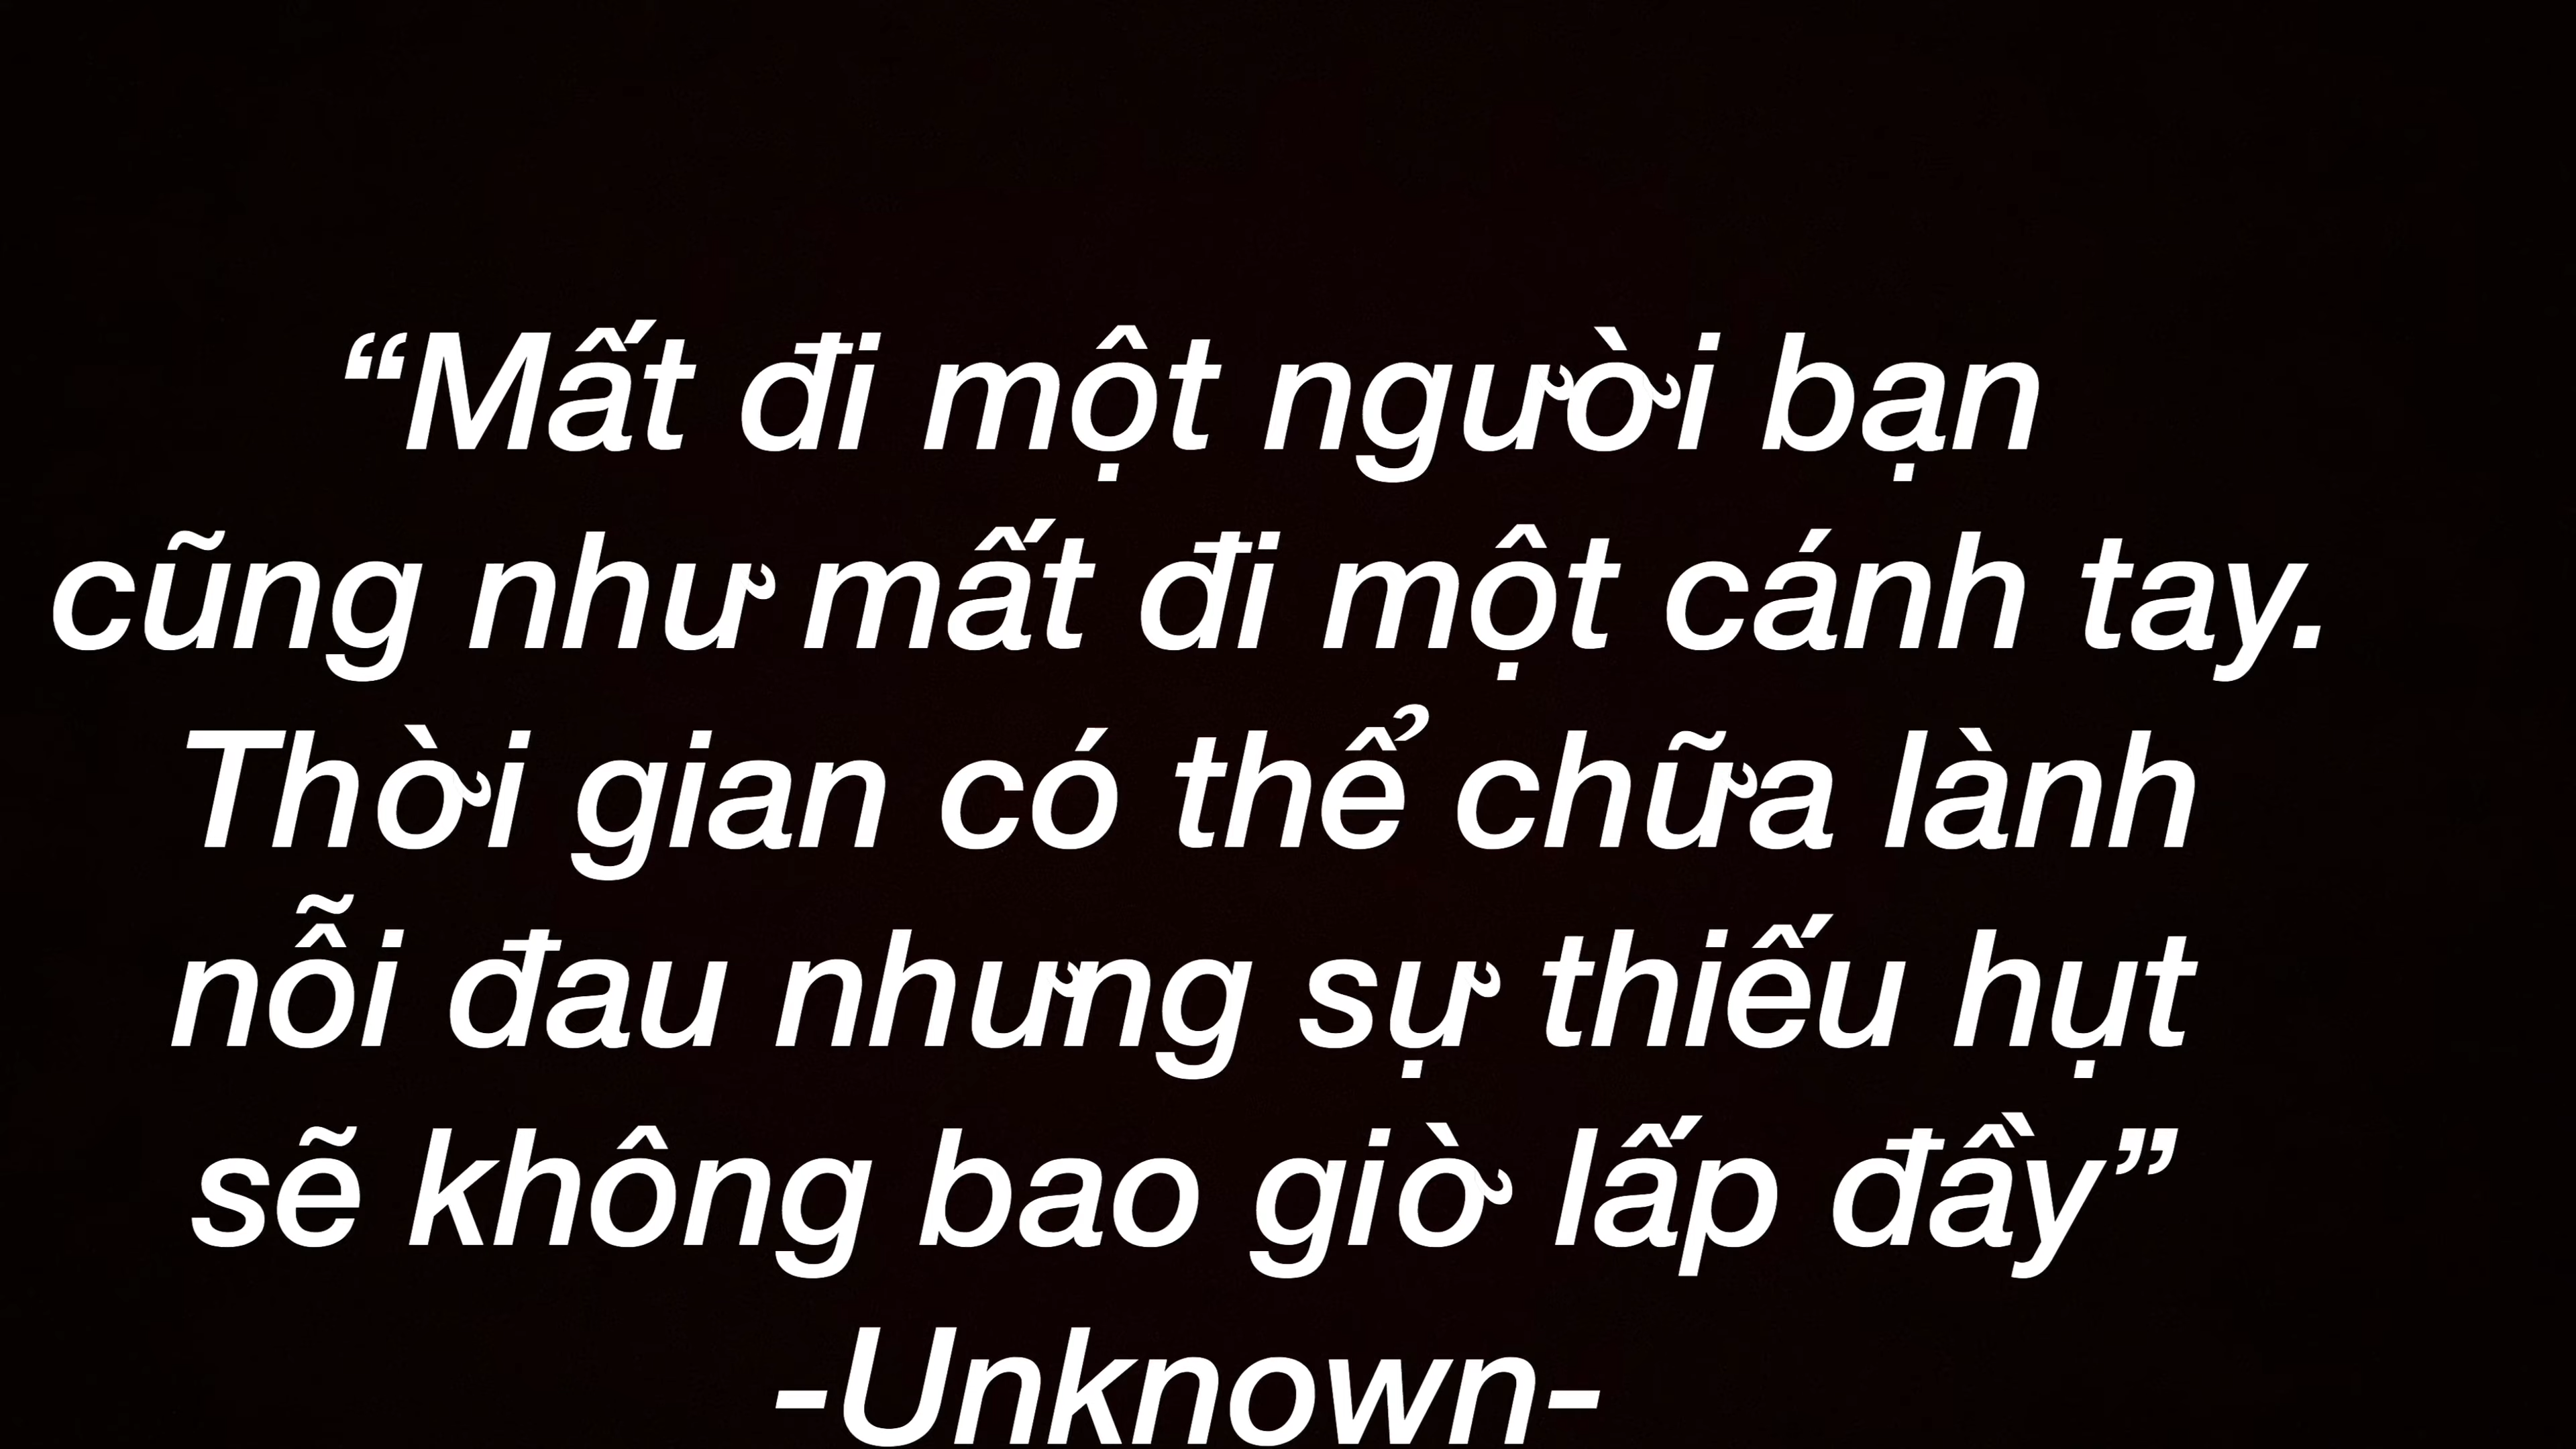 “Mất đi một người bạn
cũng như mất đi một cánh tay.
Thời gian có thể chữa lành
nỗi đau nhưng sự thiếu hụt
sẽ không bao giờ lấp đầy”
-Unknown-